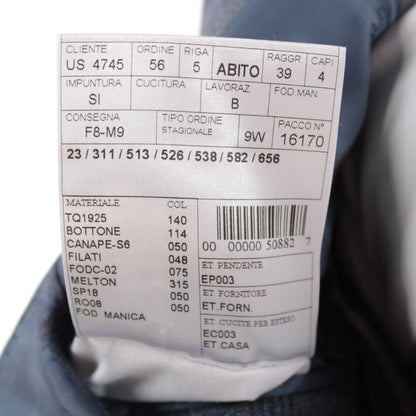 CLIENTE ORDINE RIGA ABITO RAGGR CAPI
US 4745 56 5 39 4
IMPUNTURA CUCITURA LAVORAZ FOD.MAN
SI B
CONSEGNA TIPO ORDINE PACCO N°
F8-M9 STAGIONALE 9W 16170
23 / 311 / 513 / 526 / 538 / 582 / 656
MATERIALE COL
TQ1925 140
BOTTONE 114
CANAPE-S6 050
FILATI 048
FODC-02 075
MELTON 315
SP18 050
RO08 050
FOD MANICA
00 00000 50882 7
ET PENDENTE
EP003
ET FORNITORE
ET.FORN.
ET CUCITE PER ESTESO
EC003
ET.CASA